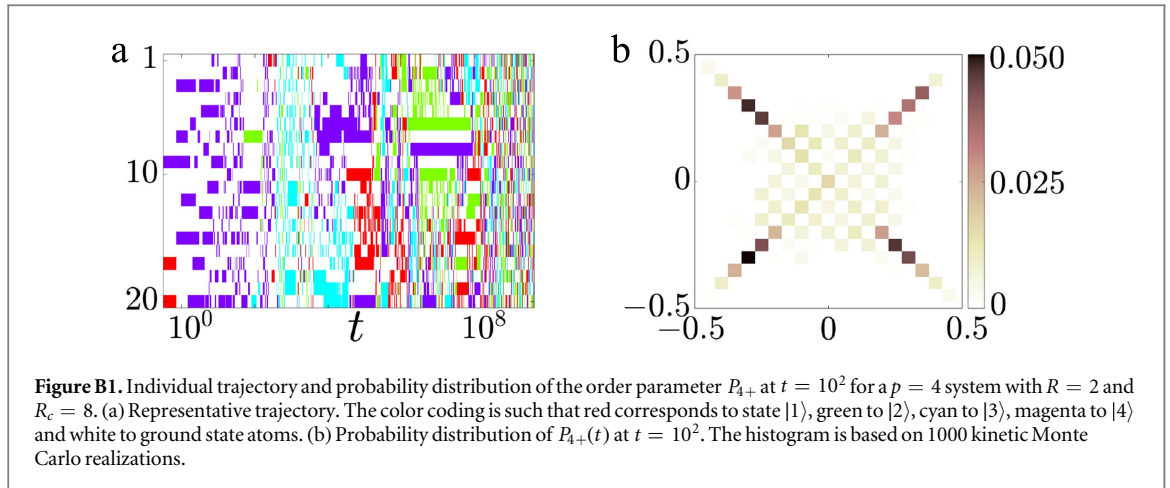 a
1
10
20
10^0
t
10^8
b
0.5
0
−0.5
−0.5
0
0.5
0.050
0.025
0
Figure B1. Individual trajectory and probability distribution of the order parameter P_{4+} at t = 10^2 for a p = 4 system with R = 2 and
R_c = 8. (a) Representative trajectory. The color coding is such that red corresponds to state |1⟩, green to |2⟩, cyan to |3⟩, magenta to |4⟩
and white to ground state atoms. (b) Probability distribution of P_{4+}(t) at t = 10^2. The histogram is based on 1000 kinetic Monte
Carlo realizations.